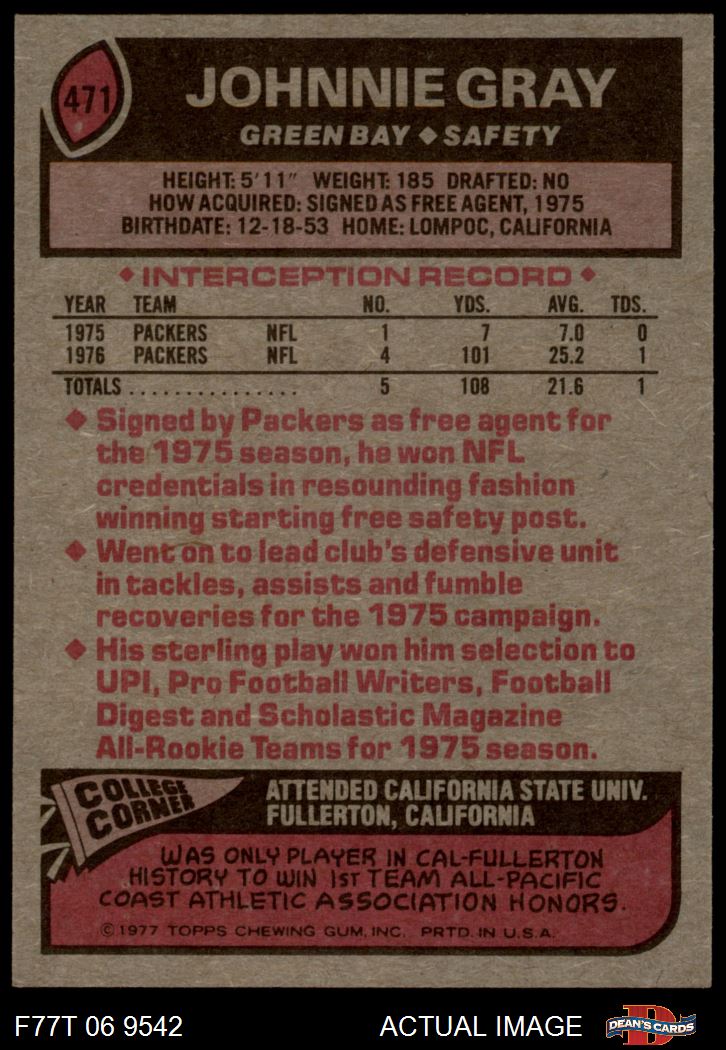 471
JOHNNIE GRAY
GREEN BAY ◆ SAFETY
HEIGHT: 5'11" WEIGHT: 185 DRAFTED: NO
HOW ACQUIRED: SIGNED AS FREE AGENT, 1975
BIRTHDATE: 12-18-53 HOME: LOMPOC, CALIFORNIA
◆ INTERCEPTION RECORD ◆
YEAR TEAM NO. YDS. AVG. TDS.
1975 PACKERS NFL 1 7 7.0 0
1976 PACKERS NFL 4 101 25.2 1
TOTALS ................ 5 108 21.6 1
◆ Signed by Packers as free agent for
the 1975 season, he won NFL
credentials in resounding fashion
winning starting free safety post.
◆ Went on to lead club's defensive unit
in tackles, assists and fumble
recoveries for the 1975 campaign.
◆ His sterling play won him selection to
UPI, Pro Football Writers, Football
Digest and Scholastic Magazine
All-Rookie Teams for 1975 season.
COLLEGE
CORNER
ATTENDED CALIFORNIA STATE UNIV.
FULLERTON, CALIFORNIA
WAS ONLY PLAYER IN CAL-FULLERTON
HISTORY TO WIN 1ST TEAM ALL-PACIFIC
COAST ATHLETIC ASSOCIATION HONORS.
©1977 TOPPS CHEWING GUM, INC. PRTD. IN U.S.A.
F77T 06 9542 ACTUAL IMAGE
D
DEAN'S CARDS